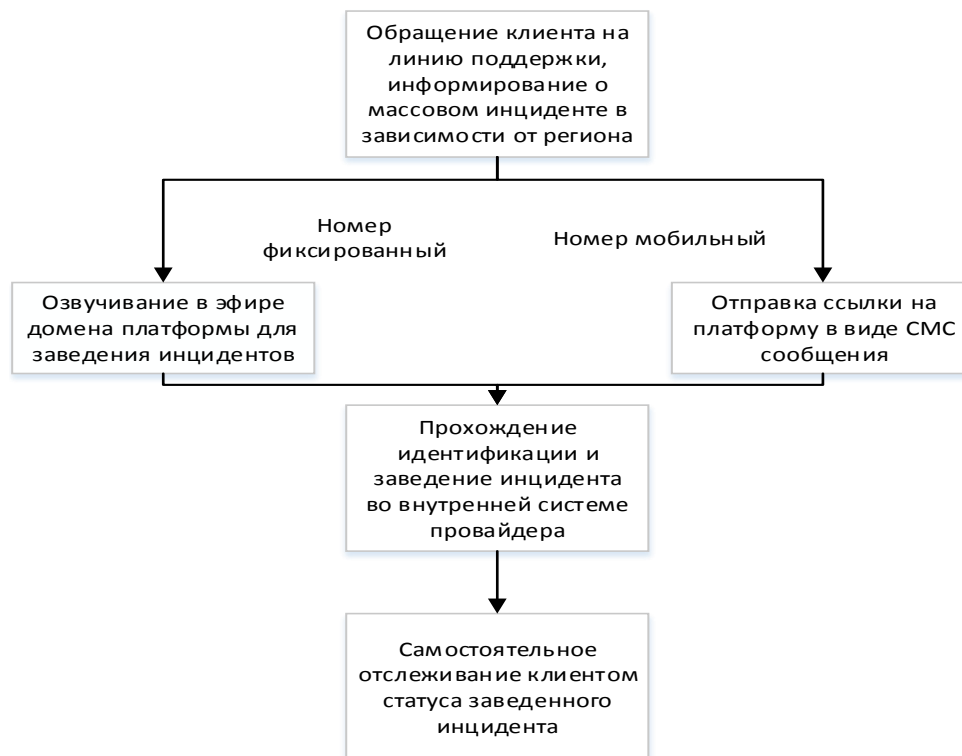 Обращение клиента на
линию поддержки,
информирование о
массовом инциденте в
зависимости от региона
Номер
фиксированный
Номер мобильный
Озвучивание в эфире
домена платформы для
заведения инцидентов
Отправка ссылки на
платформу в виде СМС
сообщения
Прохождение
идентификации и
заведение инцидента
во внутренней системе
провайдера
Самостоятельное
отслеживание клиентом
статуса заведенного
инцидента